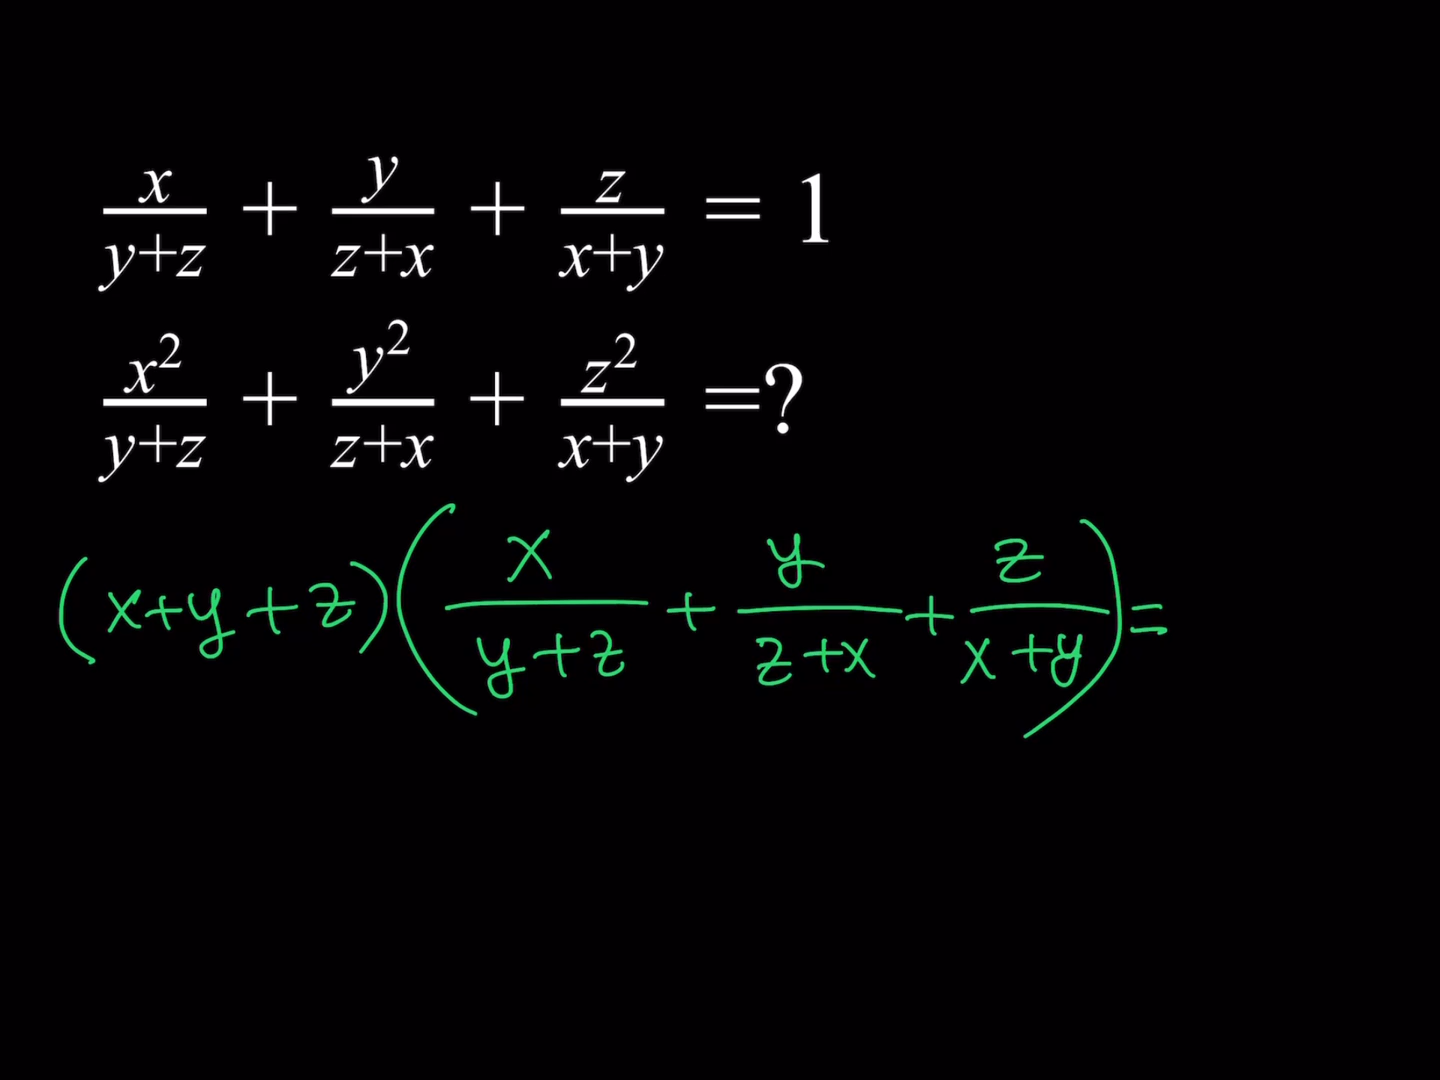 x/(y+z) + y/(z+x) + z/(x+y) = 1
x²/(y+z) + y²/(z+x) + z²/(x+y) =?
(x+y+z)(x/(y+z) + y/(z+x) + z/(x+y)) =